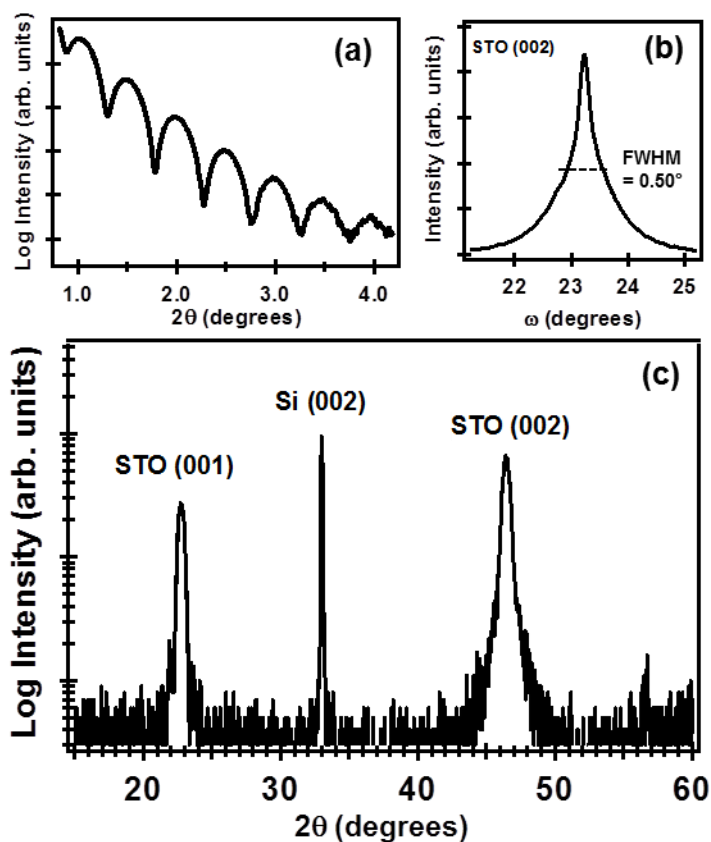 (a)
Log Intensity (arb. units)
1.0 2.0 3.0 4.0
2θ (degrees)
(b)
STO (002)
FWHM
= 0.50°
Intensity (arb. units)
22 23 24 25
ω (degrees)
(c)
Si (002)
STO (002)
STO (001)
Log Intensity (arb. units)
20 30 40 50 60
2θ (degrees)